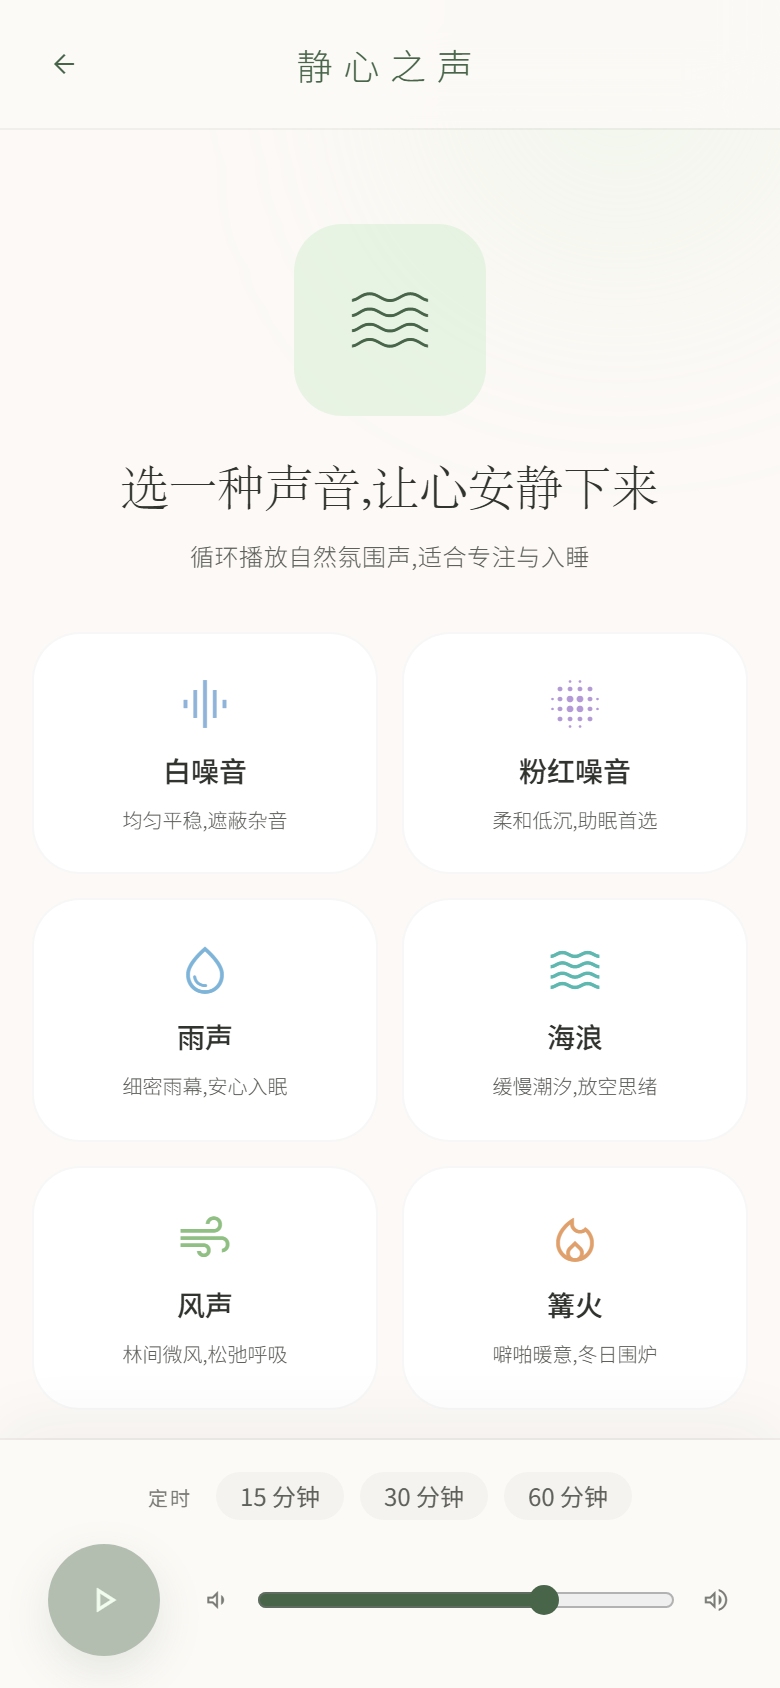 静心之声
选一种声音,让心安静下来
循环播放自然氛围声,适合专注与入睡
白噪音
均匀平稳,遮蔽杂音
粉红噪音
柔和低沉,助眠首选
雨声
细密雨幕,安心入眠
海浪
缓慢潮汐,放空思绪
风声
林间微风,松弛呼吸
篝火
噼啪暖意,冬日围炉
定时
15 分钟
30 分钟
60 分钟